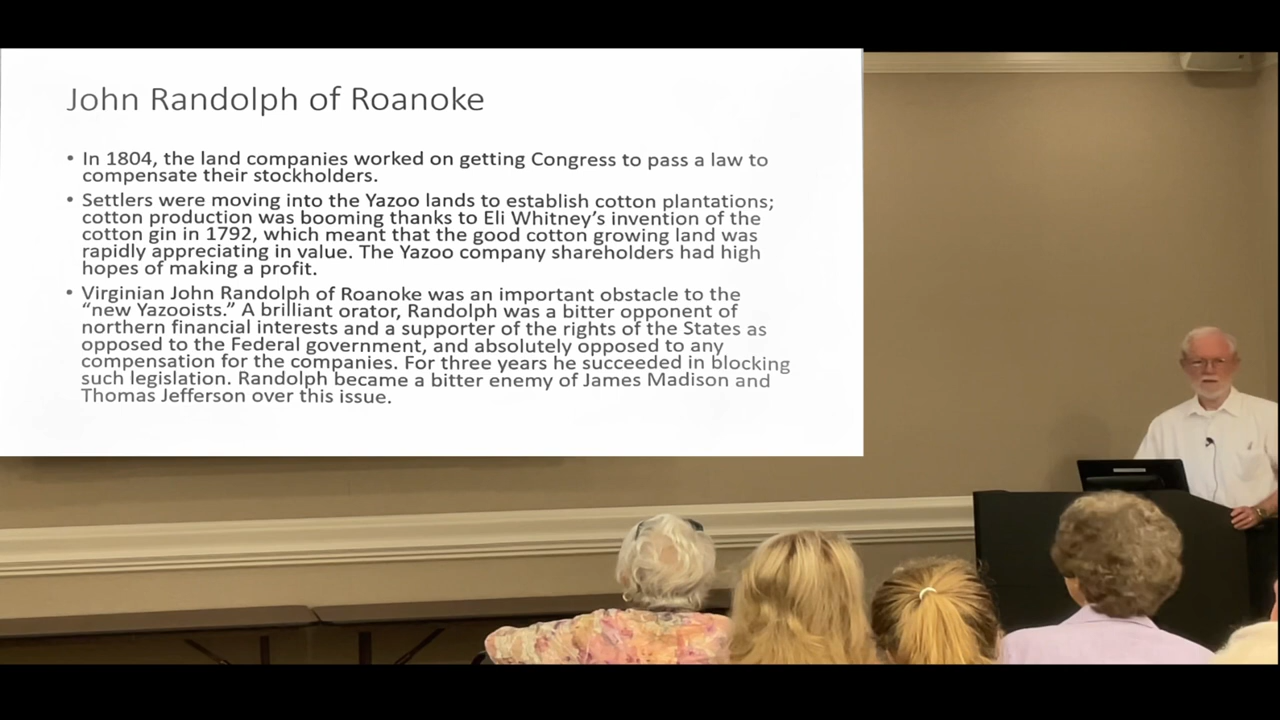 John Randolph of Roanoke
• In 1804, the land companies worked on getting Congress to pass a law to
compensate their stockholders.
• Settlers were moving into the Yazoo lands to establish cotton plantations;
cotton production was booming thanks to Eli Whitney’s invention of the
cotton gin in 1792, which meant that the good cotton growing land was
rapidly appreciating in value. The Yazoo company shareholders had high
hopes of making a profit.
• Virginian John Randolph of Roanoke was an important obstacle to the
“new Yazooists.” A brilliant orator, Randolph was a bitter opponent of
northern financial interests and a supporter of the rights of the States as
opposed to the Federal government, and absolutely opposed to any
compensation for the companies. For three years he succeeded in blocking
such legislation. Randolph became a bitter enemy of James Madison and
Thomas Jefferson over this issue.